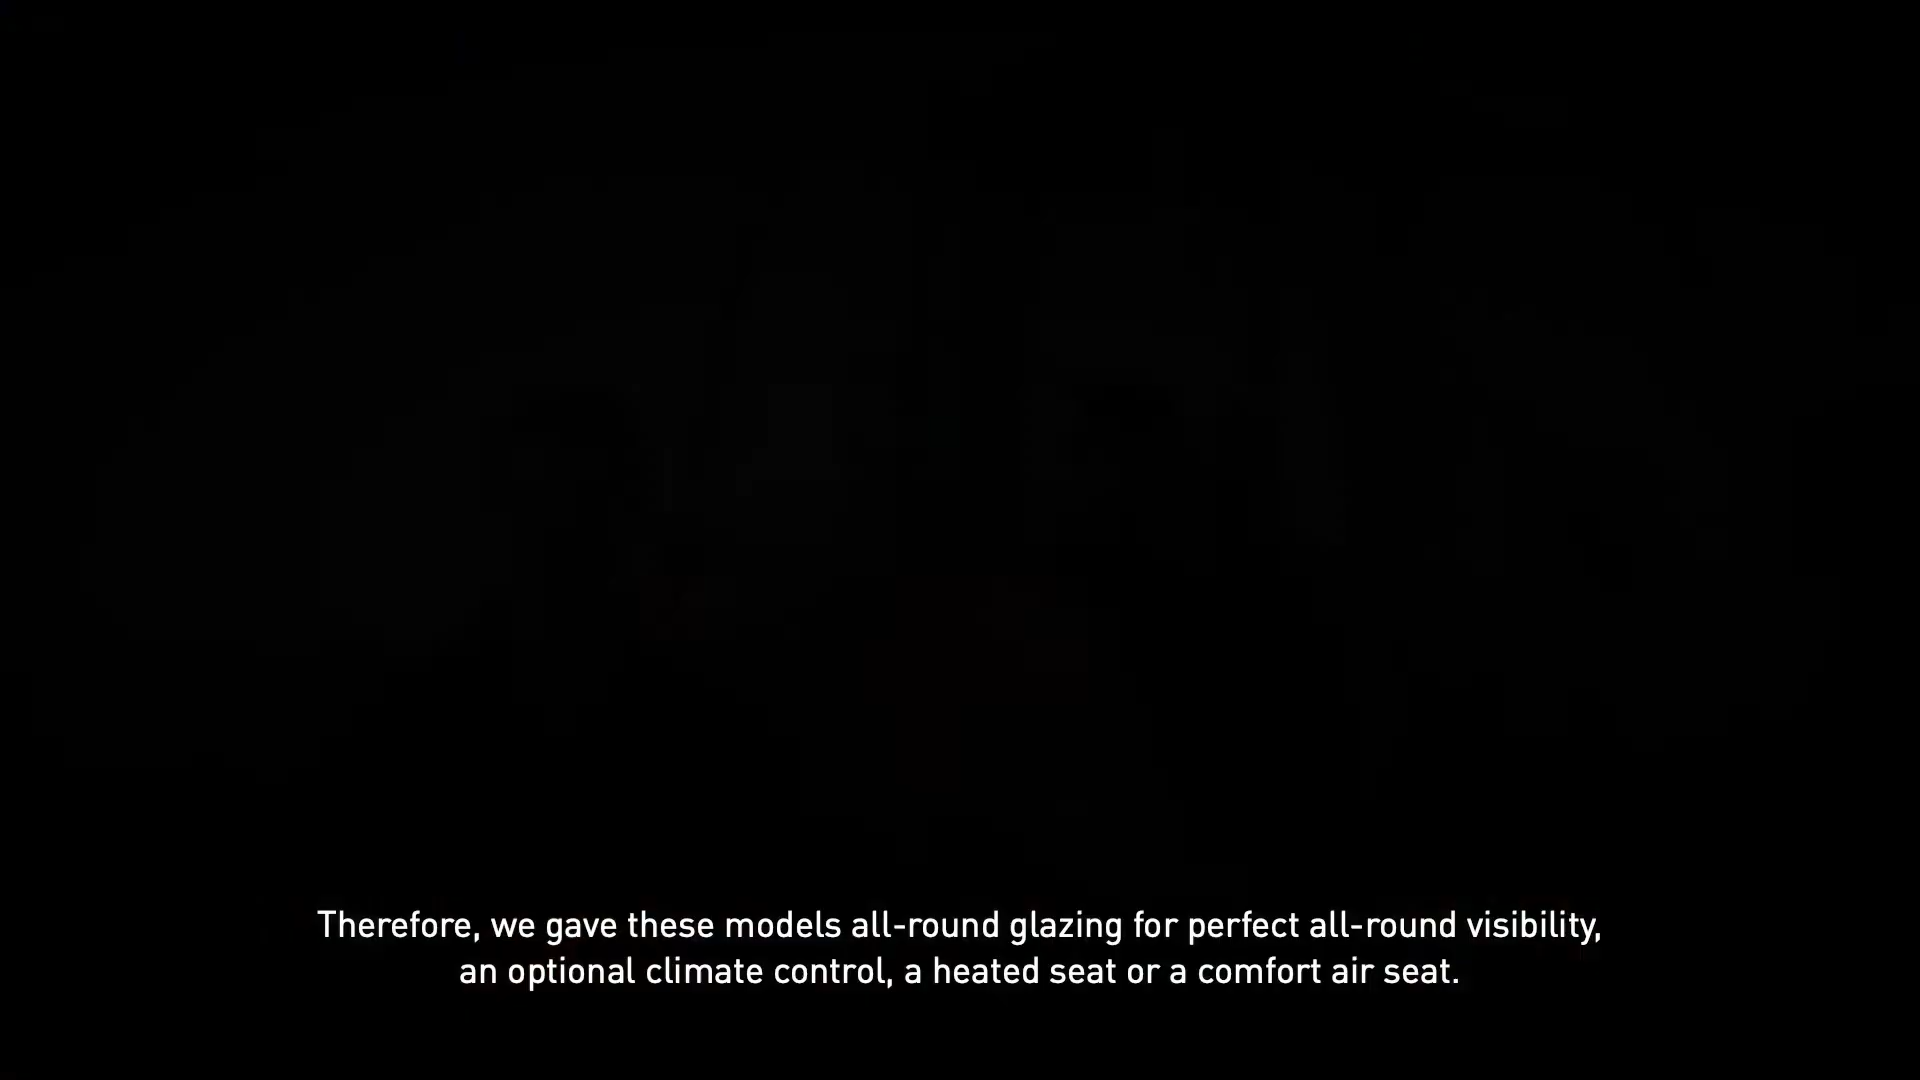 Therefore, we gave these models all-round glazing for perfect all-round visibility,
an optional climate control, a heated seat or a comfort air seat.